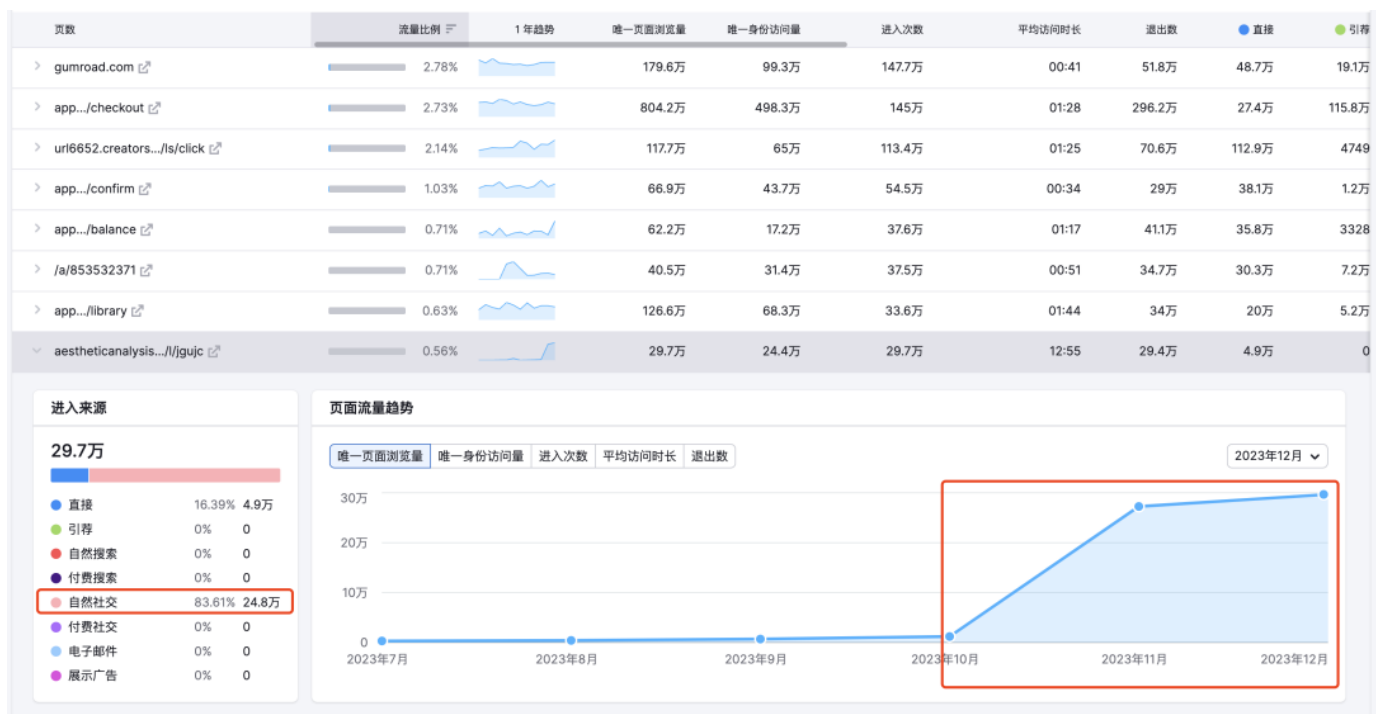 页数 流量比例 1 年趋势 唯一页面浏览量 唯一身份访问量 进入次数 平均访问时长 退出数 直接 引荐
gumroad.com 2.78% 179.6万 99.3万 147.7万 00:41 51.8万 48.7万 19.1万
app.../checkout 2.73% 804.2万 498.3万 145万 01:28 296.2万 27.4万 115.8万
url6652.creators.../ls/click 2.14% 117.7万 65万 113.4万 01:25 70.6万 112.9万 4749
app.../confirm 1.03% 66.9万 43.7万 54.5万 00:34 29万 38.1万 1.2万
app.../balance 0.71% 62.2万 17.2万 37.6万 01:17 41.1万 35.8万 3328
/a/853532371 0.71% 40.5万 31.4万 37.5万 00:51 34.7万 30.3万 7.2万
app.../library 0.63% 126.6万 68.3万 33.6万 01:44 34万 20万 5.2万
aestheticanalysis.../l/jgujc 0.56% 29.7万 24.4万 29.7万 12:55 29.4万 4.9万 0
进入来源
29.7万
直接 16.39% 4.9万
引荐 0% 0
自然搜索 0% 0
付费搜索 0% 0
自然社交 83.61% 24.8万
付费社交 0% 0
电子邮件 0% 0
展示广告 0% 0
页面流量趋势
唯一页面浏览量 唯一身份访问量 进入次数 平均访问时长 退出数 2023年12月
30万
20万
10万
0
2023年7月 2023年8月 2023年9月 2023年10月 2023年11月 2023年12月